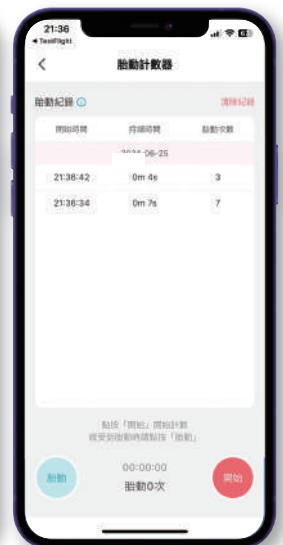 21:36
◀ TestFlight
胎動計數器
胎動紀錄
清除紀錄
開始時間 持續時間 胎動次數
2024-06-25
21:36:42 0m 4s 3
21:36:34 0m 7s 7
點按「開始」開始計數
感受到胎動時請點按「胎動」
胎動
00:00:00
胎動0次
開始